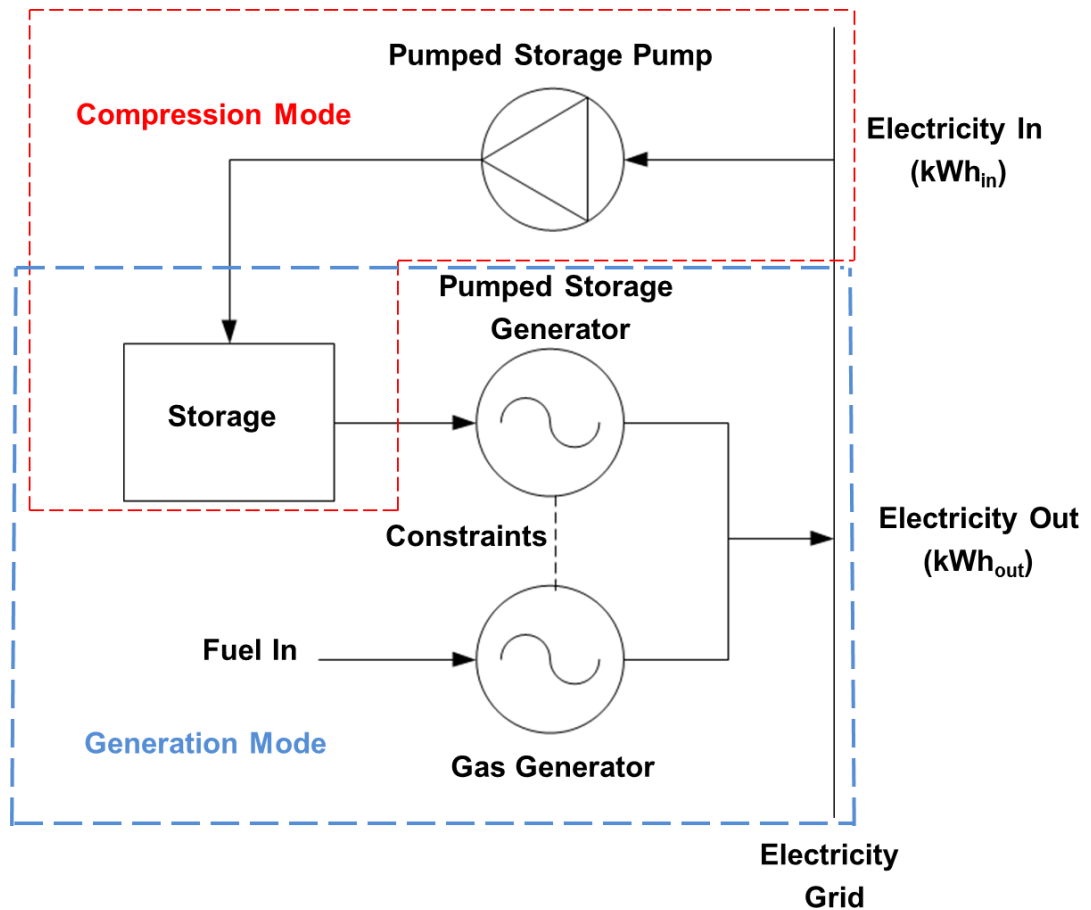 Pumped Storage Pump
Compression Mode
Electricity In
(kWhin)
Pumped Storage
Generator
Storage
Constraints
Electricity Out
(kWhout)
Fuel In
Generation Mode
Gas Generator
Electricity
Grid